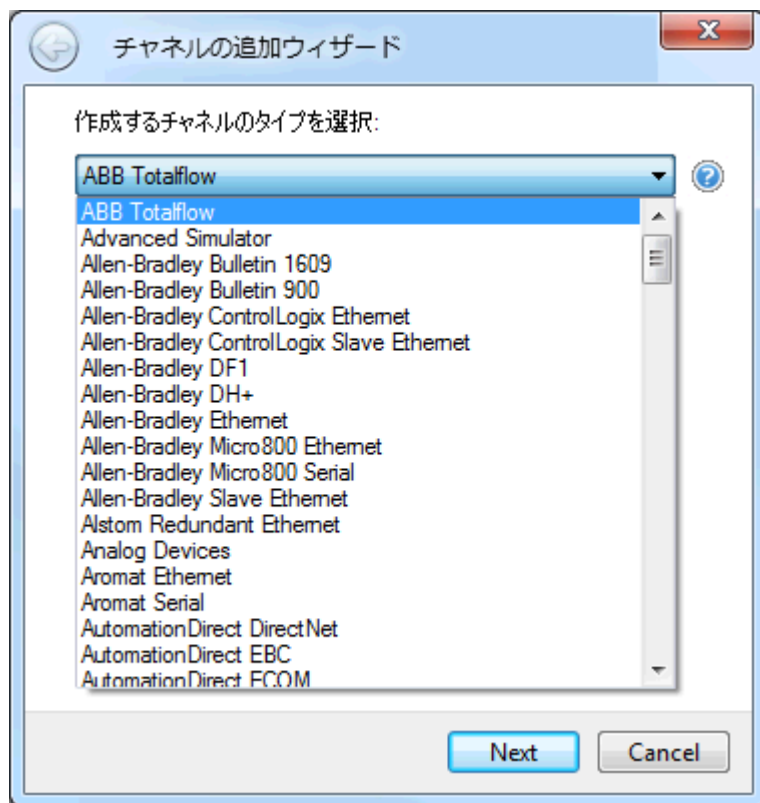 チャネルの追加ウィザード
作成するチャネルのタイプを選択:
ABB Totalflow
ABB Totalflow
Advanced Simulator
Allen-Bradley Bulletin 1609
Allen-Bradley Bulletin 900
Allen-Bradley ControlLogix Ethernet
Allen-Bradley ControlLogix Slave Ethernet
Allen-Bradley DF1
Allen-Bradley DH+
Allen-Bradley Ethernet
Allen-Bradley Micro800 Ethernet
Allen-Bradley Micro800 Serial
Allen-Bradley Slave Ethernet
Alstom Redundant Ethernet
Analog Devices
Aromat Ethernet
Aromat Serial
AutomationDirect DirectNet
AutomationDirect EBC
AutomationDirect ECOM
Next Cancel